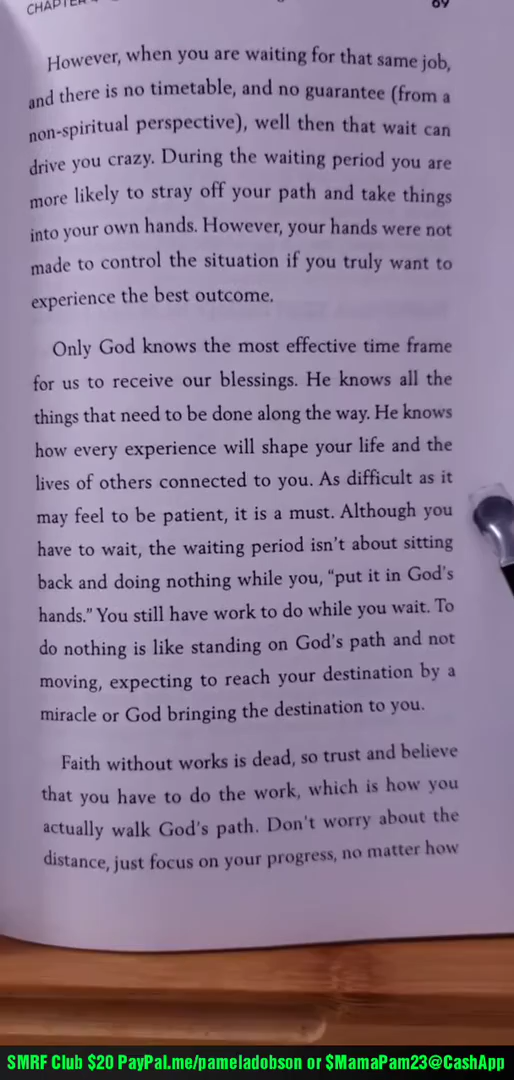 CHAPTER
69
However, when you are waiting for that same job,
and there is no timetable, and no guarantee (from a
non-spiritual perspective), well then that wait can
drive you crazy. During the waiting period you are
more likely to stray off your path and take things
into your own hands. However, your hands were not
made to control the situation if you truly want to
experience the best outcome.
Only God knows the most effective time frame
for us to receive our blessings. He knows all the
things that need to be done along the way. He knows
how every experience will shape your life and the
lives of others connected to you. As difficult as it
may feel to be patient, it is a must. Although you
have to wait, the waiting period isn't about sitting
back and doing nothing while you, "put it in God's
hands." You still have work to do while you wait. To
do nothing is like standing on God's path and not
moving, expecting to reach your destination by a
miracle or God bringing the destination to you.
Faith without works is dead, so trust and believe
that you have to do the work, which is how you
actually walk God's path. Don't worry about the
distance, just focus on your progress, no matter how
SMRF Club $20 PayPal.me/pameladobson or $MamaPam23@CashApp